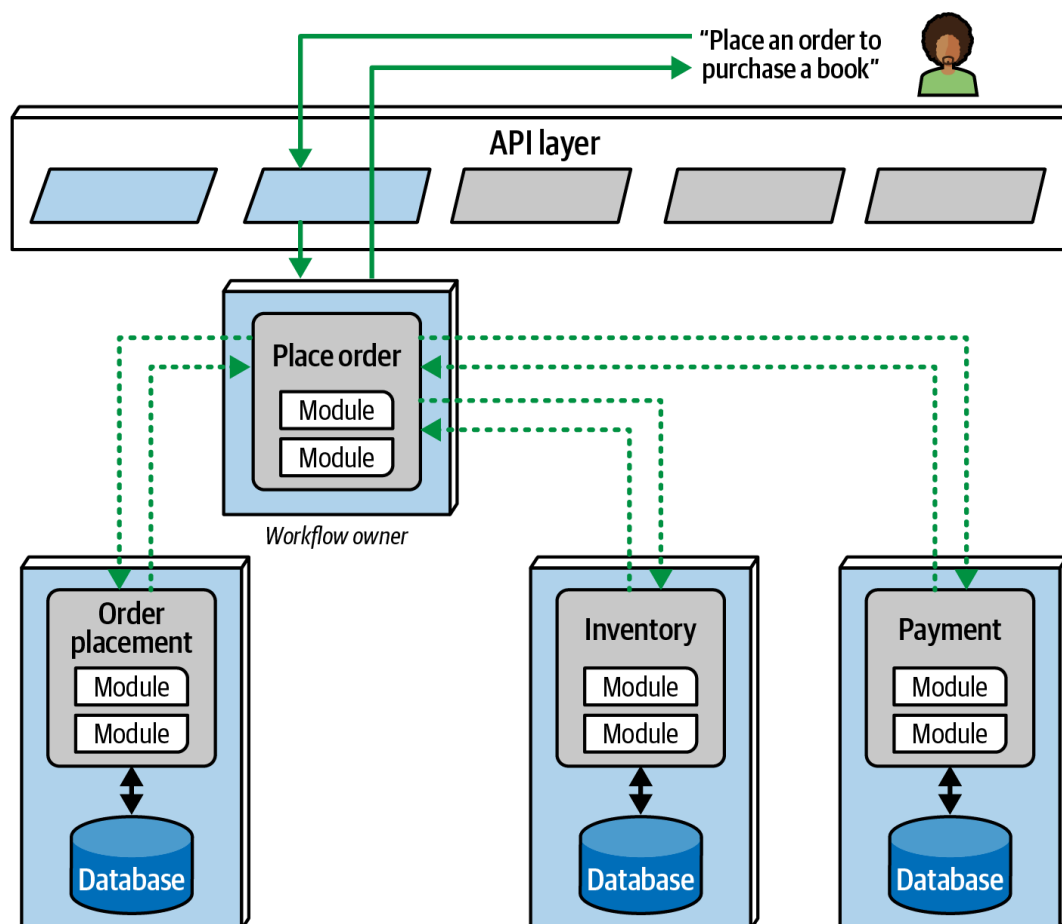 “Place an order to
purchase a book”
API layer
Place order
Module
Module
Workflow owner
Order
placement
Module
Module
Database
Inventory
Module
Module
Database
Payment
Module
Module
Database